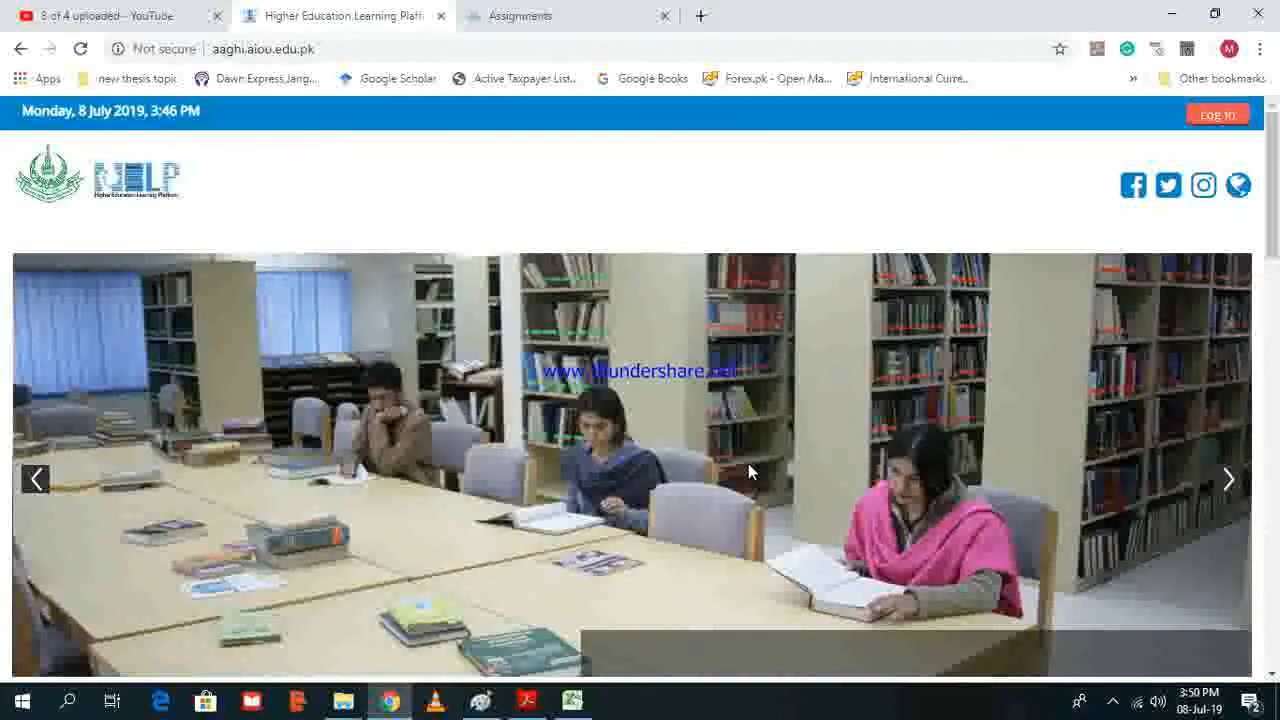 8 of 4 uploaded - YouTube
Higher Education Learning Platf
Assignments
Not secure
aaghi.aiou.edu.pk
M
Apps
new thesis topic
Dawn Express,Jang,...
Google Scholar
Active Taxpayer List...
Google Books
Forex.pk - Open Ma...
International Curre...
»
Other bookmarks
Monday, 8 July 2019, 3:46 PM
Log in
HELP
Higher Education Learning Platform
www.thundershare.net
3:50 PM
08-Jul-19
2